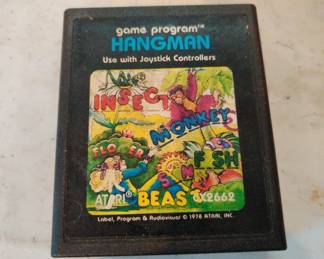 game program™
HANGMAN
Use with Joystick Controllers
INSECT
MONKEY
FLOWER
FISH
SUN
ATARI® BEAST CX2662
Label, Program & Audiovisual © 1978 ATARI, INC.